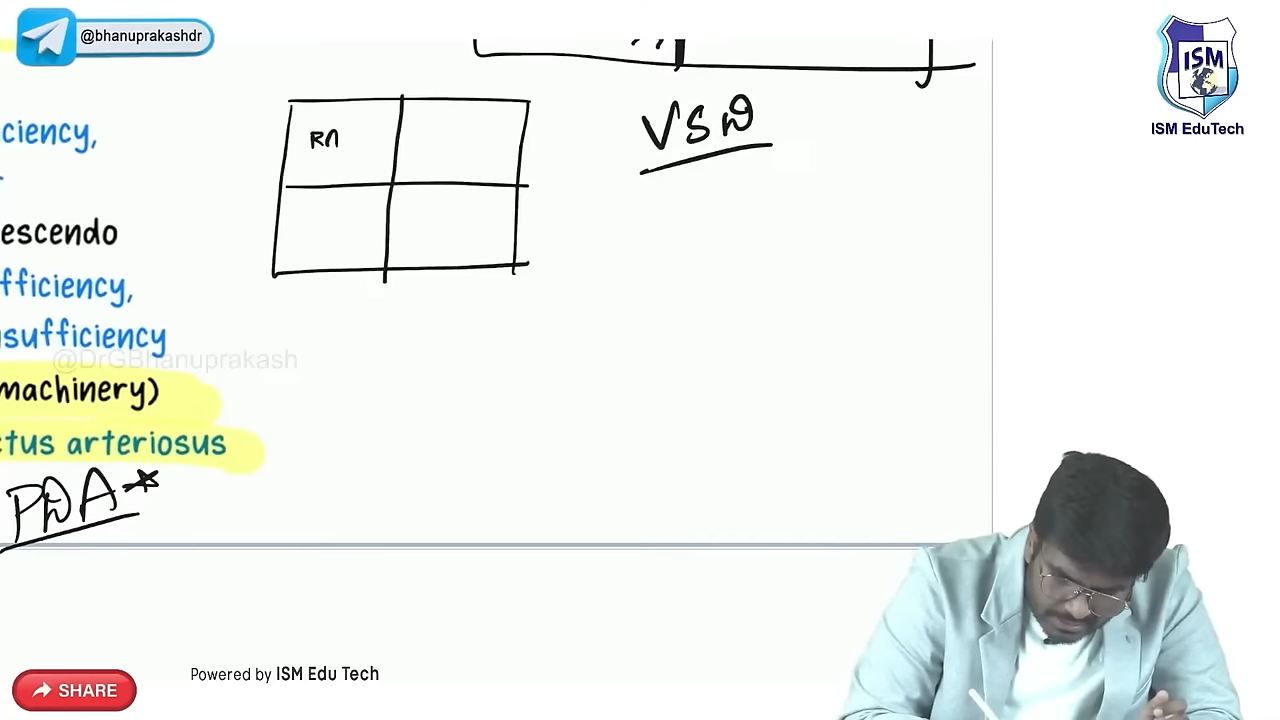 @bhanuprakashdr
ISM
ISM EduTech
VSD
RA
ciency,
escendo
fficiency,
sufficiency
@DrGBhanuprakash
machinery)
ctus arteriosus
PDA*
Powered by ISM Edu Tech
SHARE